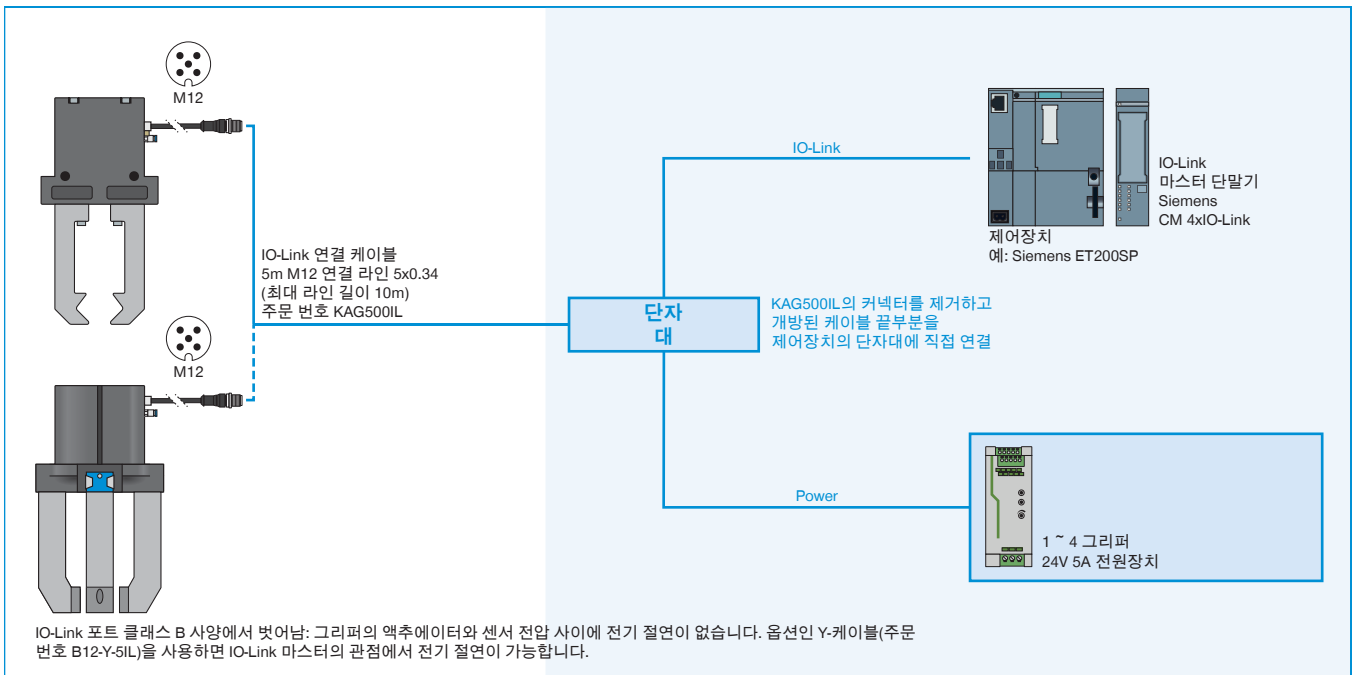 M12
IO-Link 연결 케이블
5m M12 연결 라인 5x0.34
(최대 라인 길이 10m)
주문 번호 KAG500IL
M12
IO-Link
IO-Link
마스터 단말기
Siemens
CM 4xIO-Link
제어장치
예: Siemens ET200SP
단자
대
KAG500IL의 커넥터를 제거하고
개방된 케이블 끝부분을
제어장치의 단자대에 직접 연결
Power
1 ~ 4 그리퍼
24V 5A 전원장치
IO-Link 포트 클래스 B 사양에서 벗어남: 그리퍼의 액추에이터와 센서 전압 사이에 전기 절연이 없습니다. 옵션인 Y-케이블(주문
번호 B12-Y-5IL)을 사용하면 IO-Link 마스터의 관점에서 전기 절연이 가능합니다.